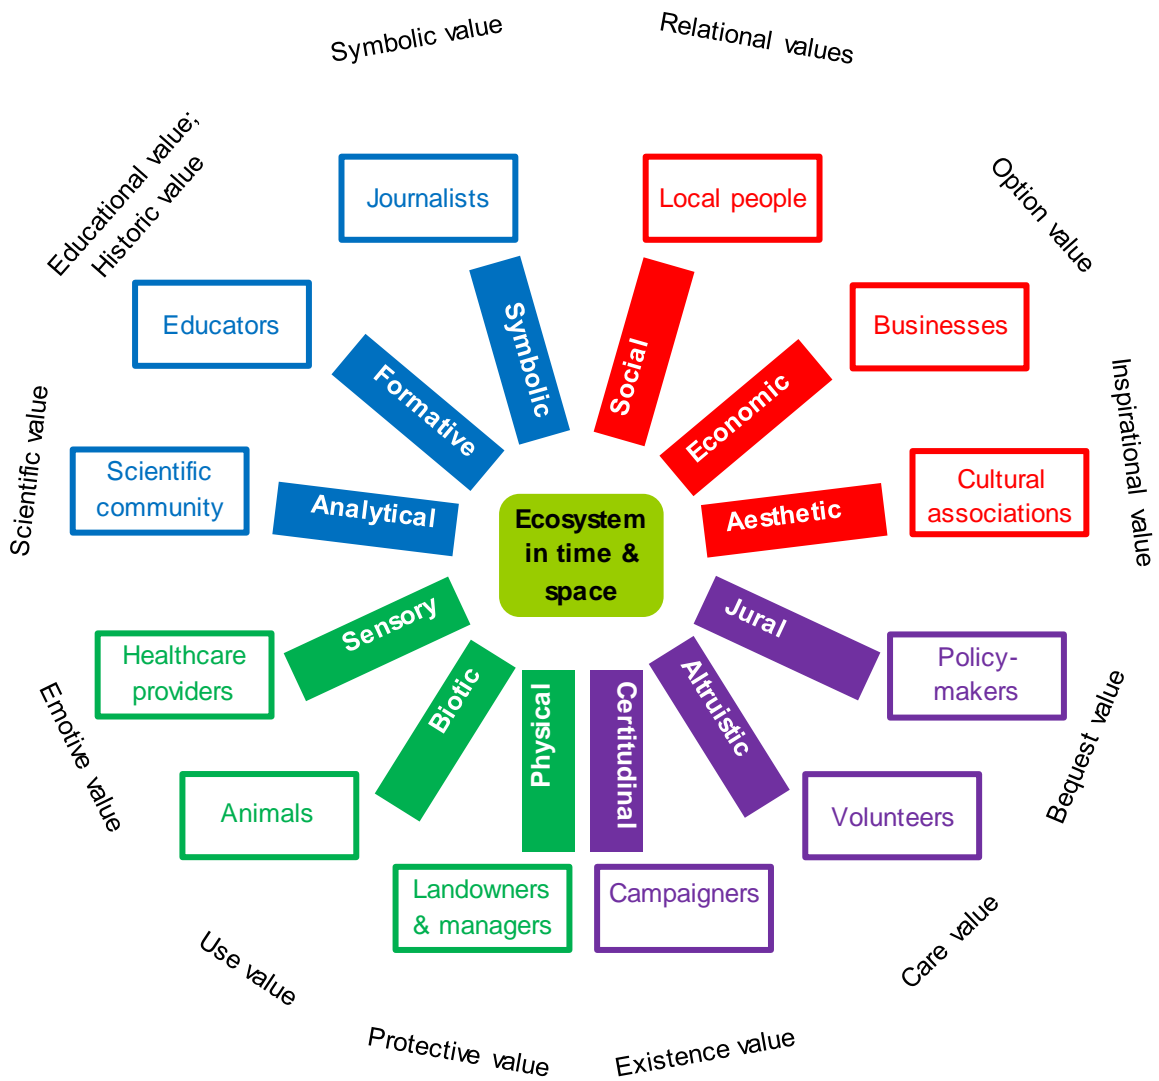 Symbolic value
Relational values
Educational value;
Historic value
Option value
Journalists
Local people
Educators
Businesses
Symbolic
Social
Formative
Economic
Scientific value
Inspirational value
Scientific
community
Cultural
associations
Analytical
Aesthetic
Ecosystem
in time &
space
Sensory
Jural
Healthcare
providers
Policy-
makers
Biotic
Altruistic
Physical
Certitudinal
Emotive value
Bequest value
Animals
Volunteers
Landowners
& managers
Campaigners
Use value
Care value
Protective value
Existence value